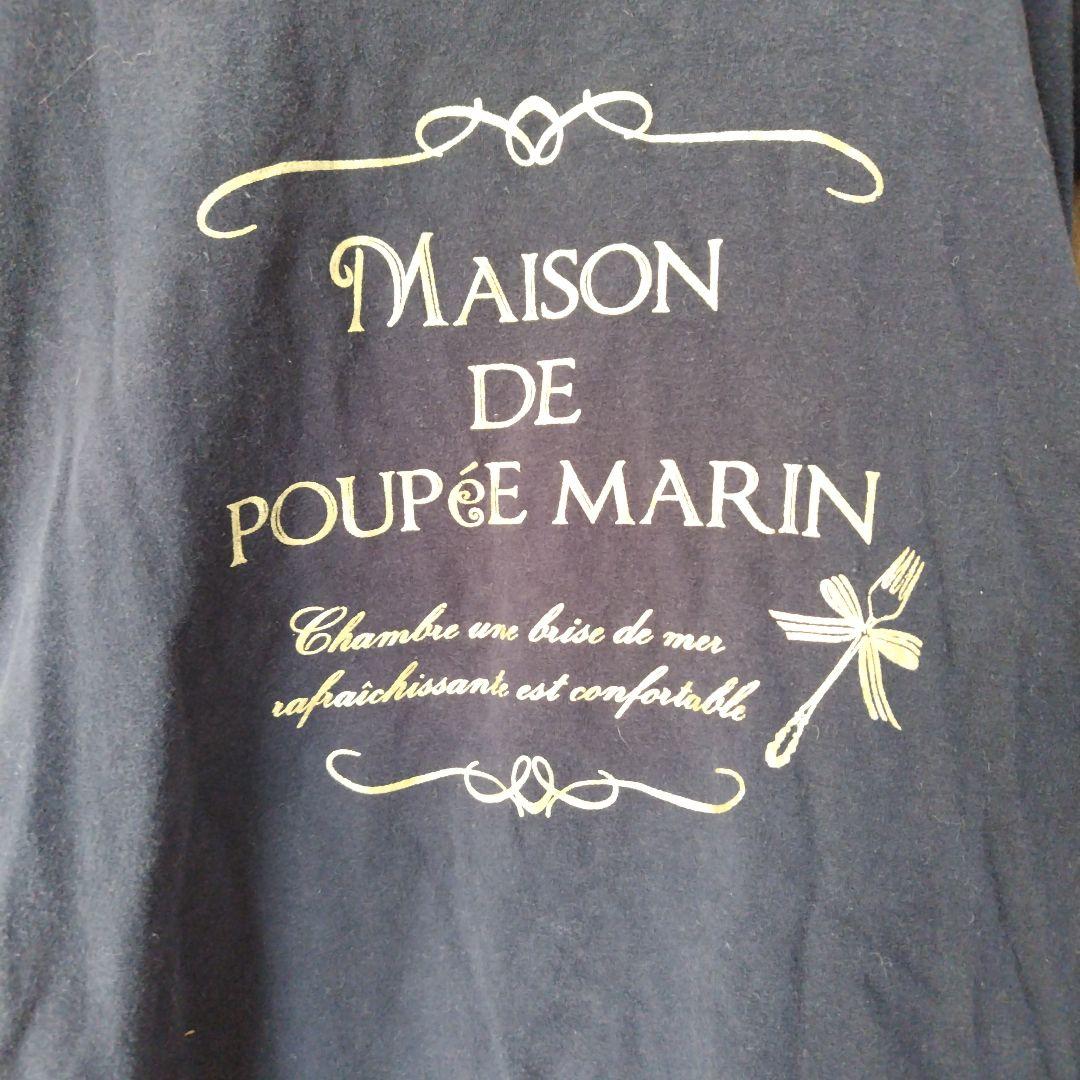 MAISON
DE
POUPéE MARIN
Chambre une brise de mer
rafraîchissante est confortable